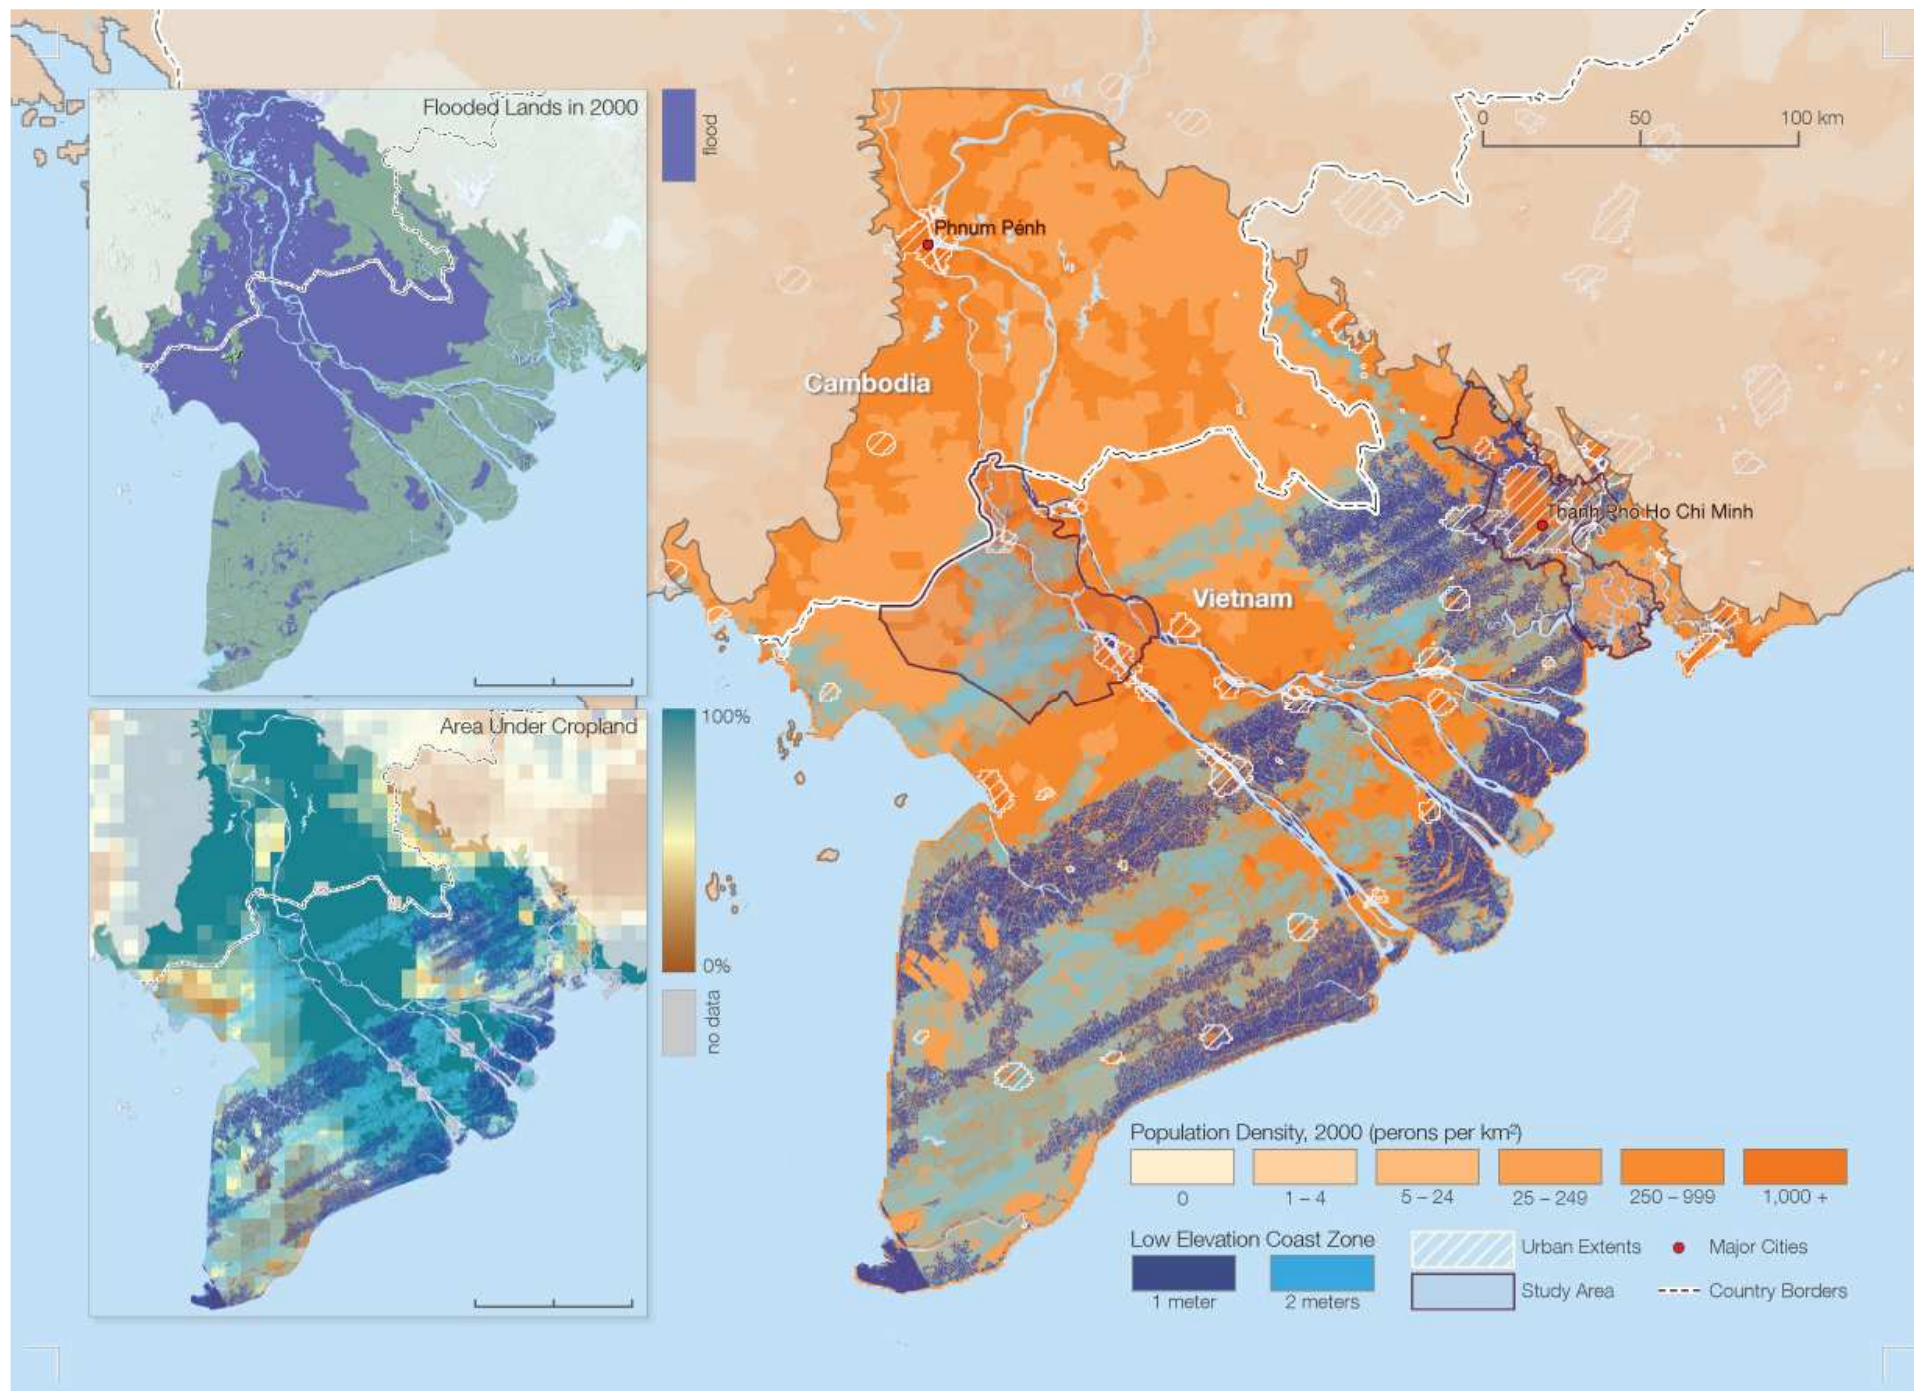 Flooded Lands in 2000
flood
0 50 100 km
Phnum Pénh
Cambodia
Thanh Pho Ho Chi Minh
Vietnam
Area Under Cropland
100%
0%
no data
Population Density, 2000 (perons per km²)
0 1 – 4 5 – 24 25 – 249 250 – 999 1,000 +
Low Elevation Coast Zone
1 meter 2 meters
Urban Extents
Major Cities
Study Area
Country Borders